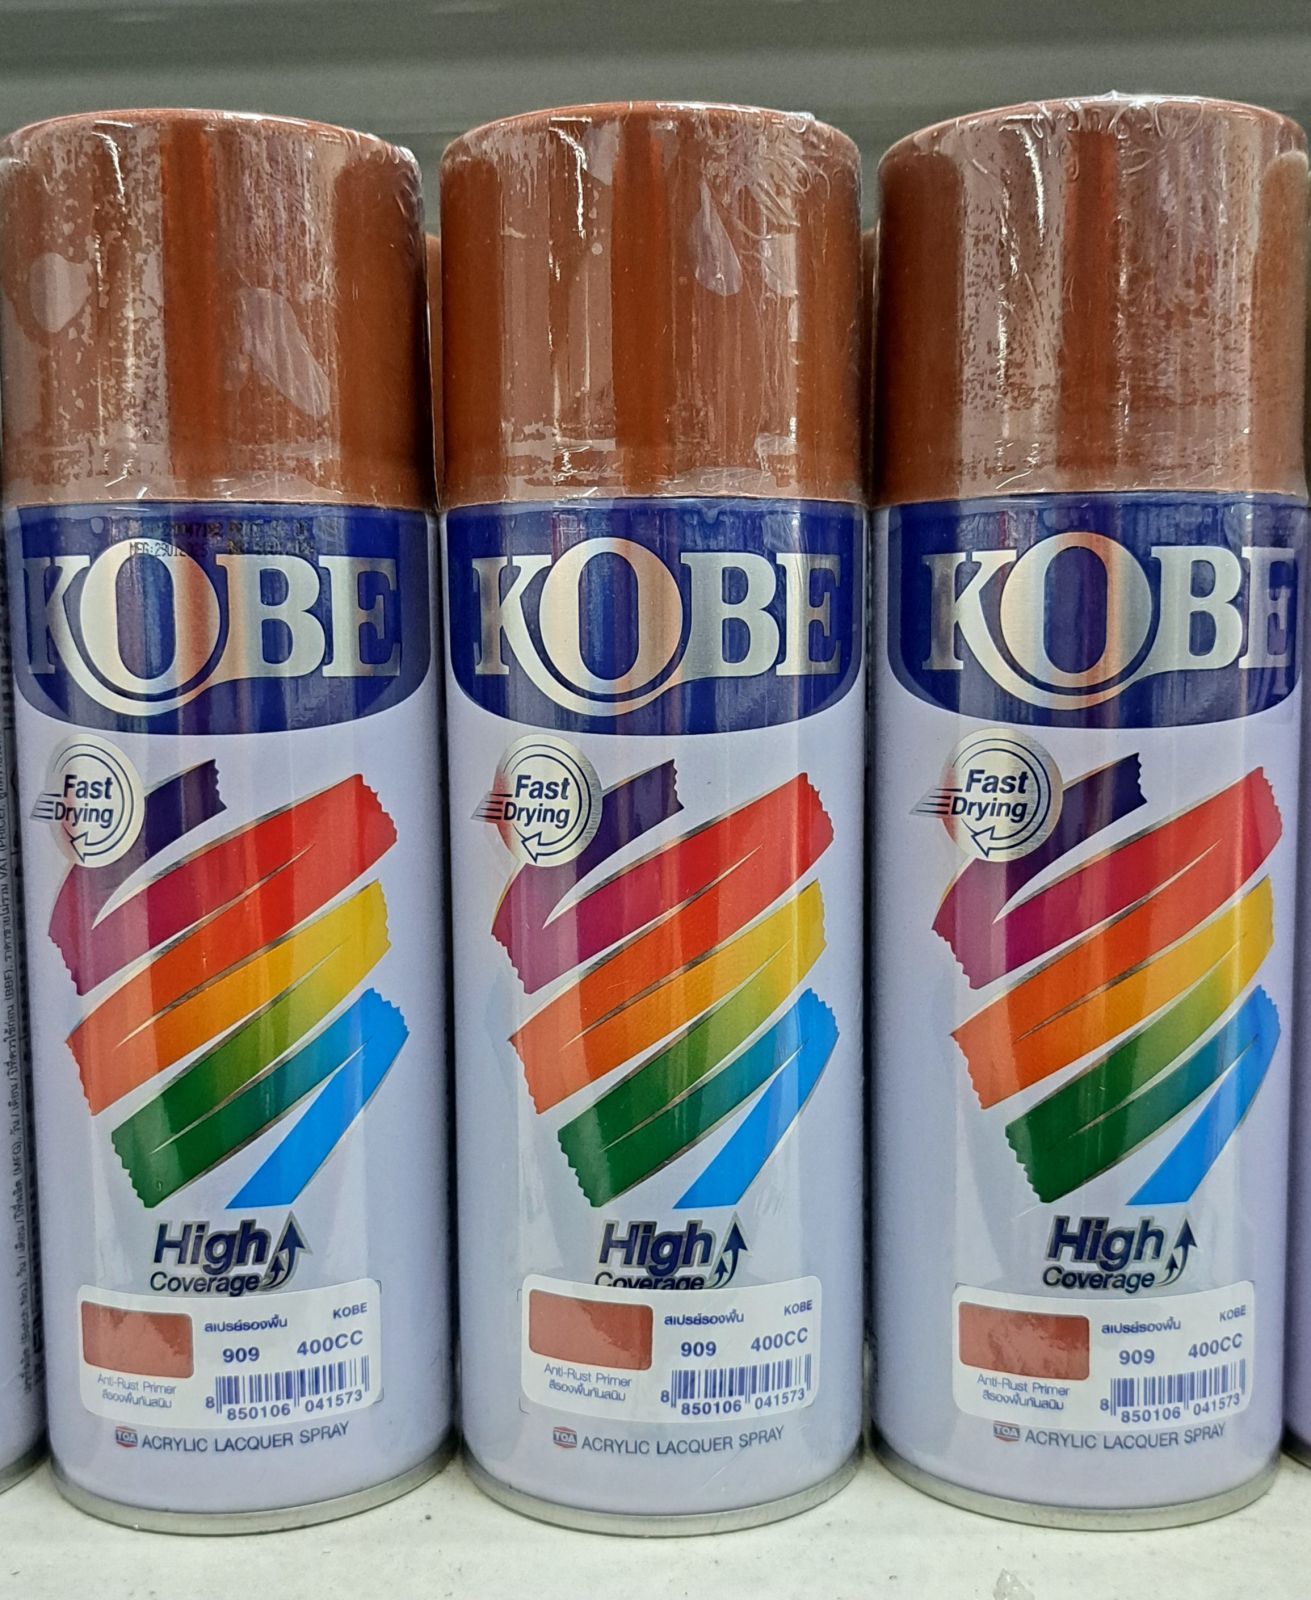 KOBE
Fast
Drying
High
Coverage
สเปรย์รองพื้น KOBE
909 400CC
Anti-Rust Primer
สีรองพื้นกันสนิม
8 850106 041573
TOA ACRYLIC LACQUER SPRAY
KOBE
Fast
Drying
High
Coverage
สเปรย์รองพื้น KOBE
909 400CC
Anti-Rust Primer
สีรองพื้นกันสนิม
8 850106 041573
TOA ACRYLIC LACQUER SPRAY
KOBE
Fast
Drying
High
Coverage
สเปรย์รองพื้น KOBE
909 400CC
Anti-Rust Primer
สีรองพื้นกันสนิม
8 850106 041573
TOA ACRYLIC LACQUER SPRAY